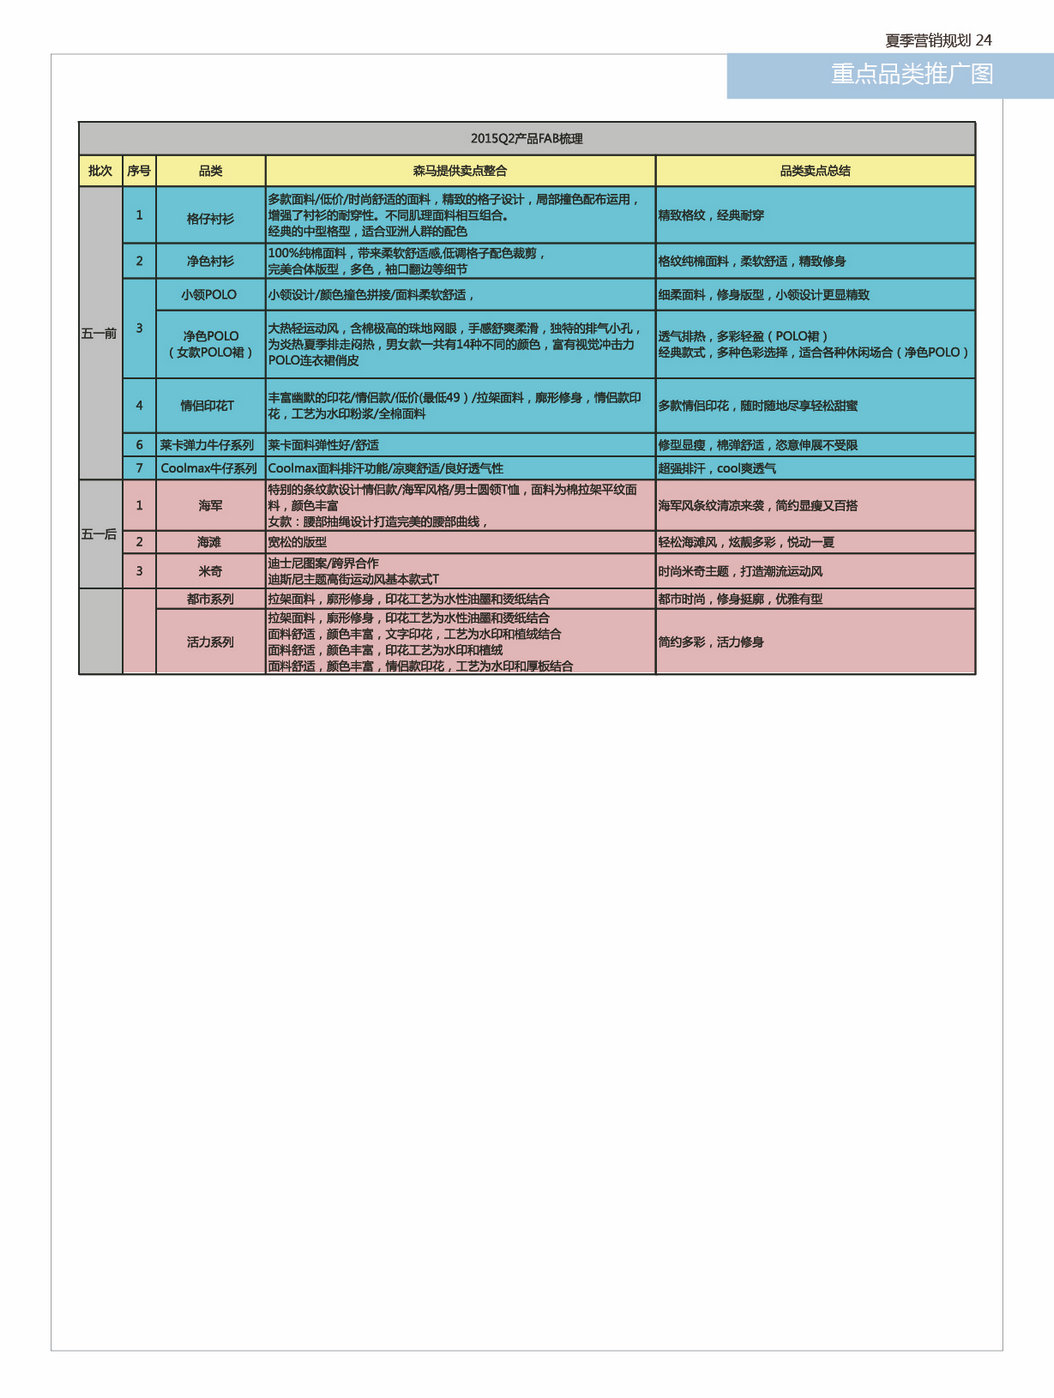 夏季营销规划 24
重点品类推广图
2015Q2产品FAB梳理
批次 序号 品类 森马提供卖点整合 品类卖点总结
五一前
1 格仔衬衫
多款面料/低价/时尚舒适的面料，精致的格子设计，局部撞色配布运用，
增强了衬衫的耐穿性。不同肌理面料相互组合。
经典的中型格型，适合亚洲人群的配色
精致格纹，经典耐穿
2 净色衬衫
100%纯棉面料，带来柔软舒适感,低调格子配色裁剪，
完美合体版型，多色，袖口翻边等细节
格纹纯棉面料，柔软舒适，精致修身
3
小领POLO
小领设计/颜色撞色拼接/面料柔软舒适，
细柔面料，修身版型，小领设计更显精致
净色POLO
（女款POLO裙）
大热轻运动风，含棉极高的珠地网眼，手感舒爽柔滑，独特的排气小孔，
为炎热夏季排走闷热，男女款一共有14种不同的颜色，富有视觉冲击力
POLO连衣裙俏皮
透气排热，多彩轻盈（POLO裙）
经典款式，多种色彩选择，适合各种休闲场合（净色POLO）
4 情侣印花T
丰富幽默的印花/情侣款/低价(最低49）/拉架面料，廓形修身，情侣款印
花，工艺为水印粉浆/全棉面料
多款情侣印花，随时随地尽享轻松甜蜜
6 莱卡弹力牛仔系列 莱卡面料弹性好/舒适 修型显瘦，棉弹舒适，恣意伸展不受限
7 Coolmax牛仔系列 Coolmax面料排汗功能/凉爽舒适/良好透气性 超强排汗，cool爽透气
五一后
1 海军
特别的条纹款设计情侣款/海军风格/男士圆领T恤，面料为棉拉架平纹面
料，颜色丰富
女款：腰部抽绳设计打造完美的腰部曲线，
海军风条纹清凉来袭，简约显瘦又百搭
2 海滩 宽松的版型 轻松海滩风，炫靓多彩，悦动一夏
3 米奇
迪士尼图案/跨界合作
迪斯尼主题高街运动风基本款式T
时尚米奇主题，打造潮流运动风
都市系列 拉架面料，廓形修身，印花工艺为水性油墨和烫纸结合 都市时尚，修身挺廓，优雅有型
活力系列
拉架面料，廓形修身，印花工艺为水性油墨和烫纸结合
面料舒适，颜色丰富，文字印花，工艺为水印和植绒结合
面料舒适，颜色丰富，印花工艺为水印和植绒
面料舒适，颜色丰富，情侣款印花，工艺为水印和厚板结合
简约多彩，活力修身